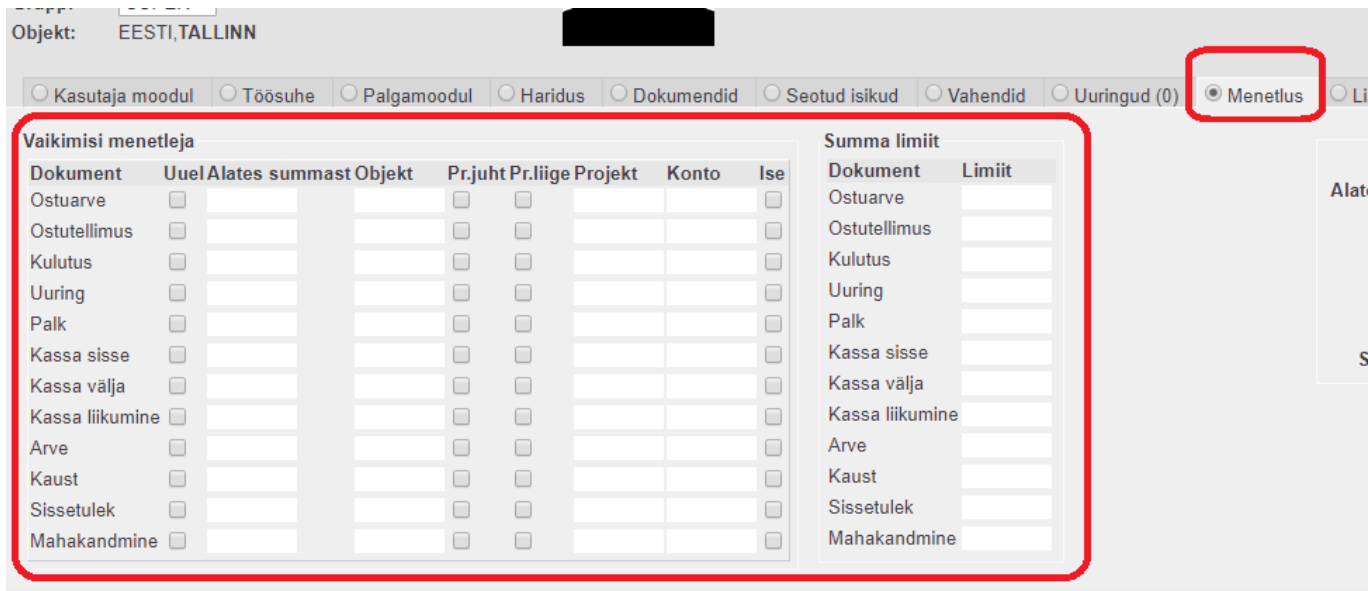 Objekt: EESTI,TALLINN
Kasutaja moodul Töösuhe Palgamoodul Haridus Dokumendid Seotud isikud Vahendid Uuringud (0) Menetlus
Vaikimisi menetleja Summa limiit
Dokument Uuel Alates summast Objekt Pr.juht Pr.liige Projekt Konto Ise Dokument Limiit
Ostuarve Ostuarve
Ostutellimus Ostutellimus
Kulutus Kulutus
Uuring Uuring
Palk Palk
Kassa sisse Kassa sisse
Kassa välja Kassa välja
Kassa liikumine Kassa liikumine
Arve Arve
Kaust Kaust
Sissetulek Sissetulek
Mahakandmine Mahakandmine